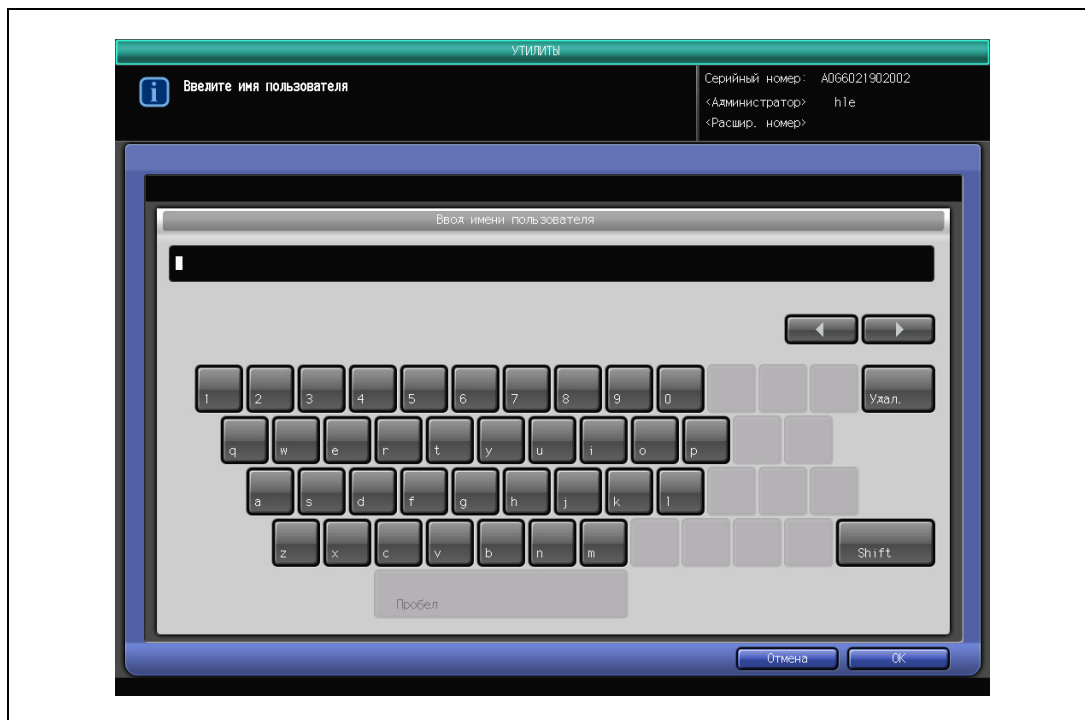 УТИЛИТЫ
Введите имя пользователя
Серийный номер: A0G6021902002
<Администратор> hle
<Расшир. номер>
Ввод имени пользователя
1 2 3 4 5 6 7 8 9 0 Удал.
q w e r t y u i o p
a s d f g h j k l
z x c v b n m Shift
Пробел
Отмена OK